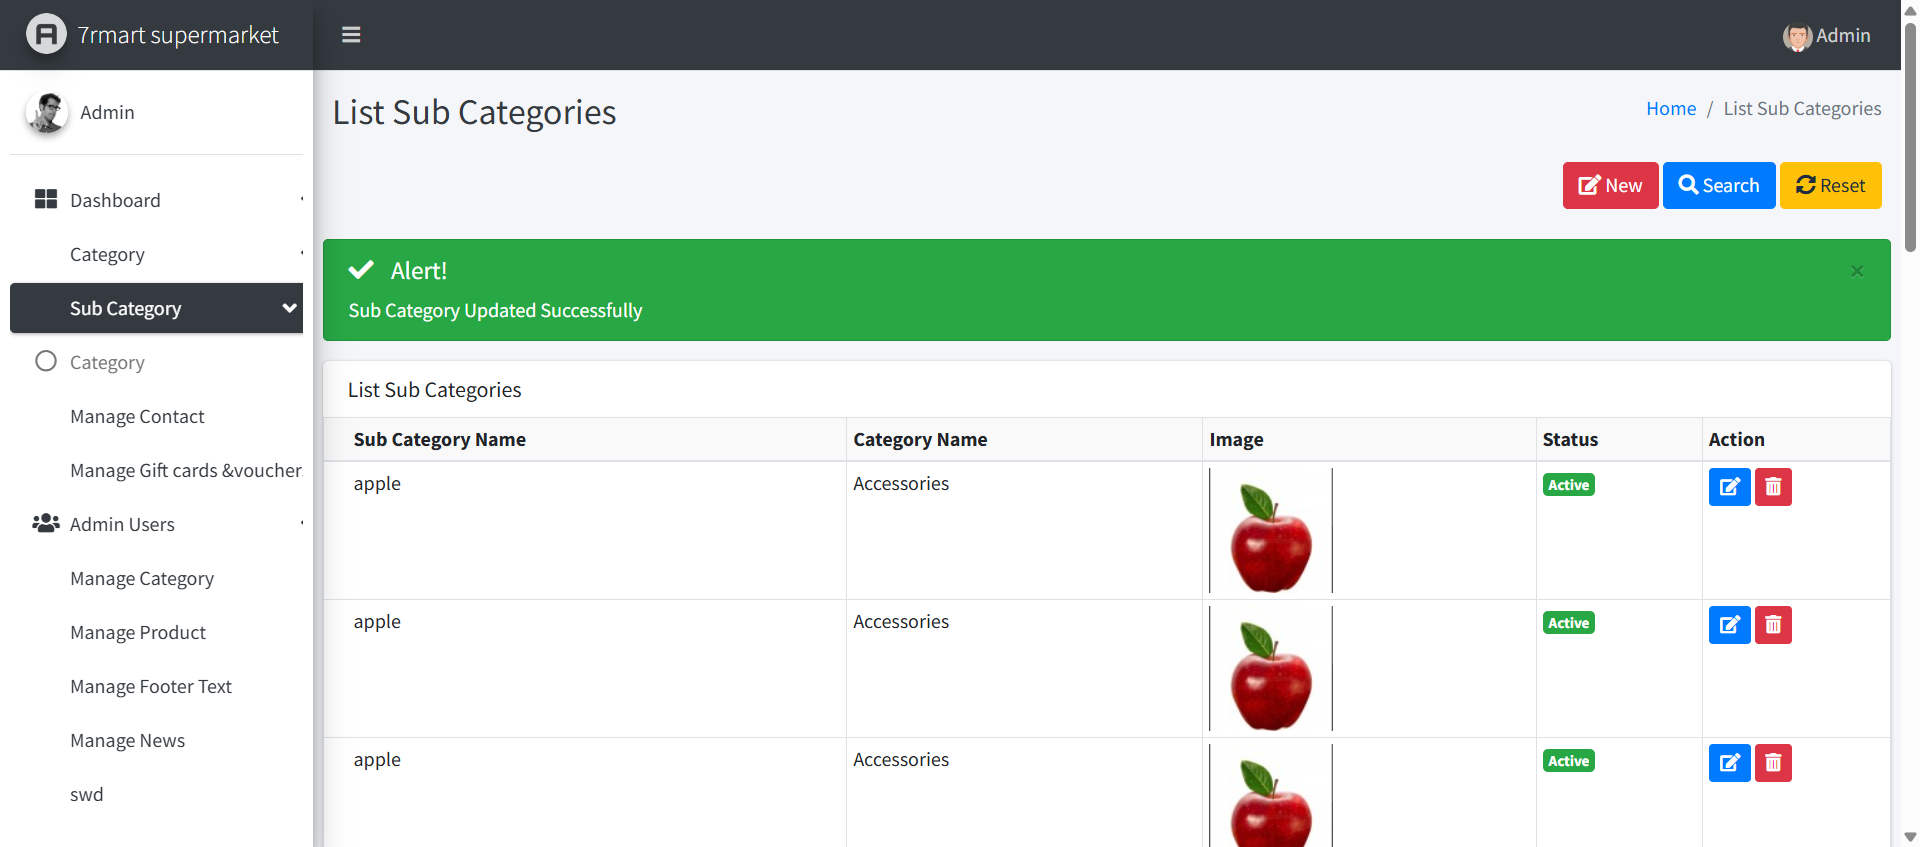 7rmart supermarket
Admin
Admin
List Sub Categories
Home / List Sub Categories
New Search Reset
Dashboard
Category
Sub Category
Category
Manage Contact
Manage Gift cards &voucher
Admin Users
Manage Category
Manage Product
Manage Footer Text
Manage News
swd
Alert!
×
Sub Category Updated Successfully
List Sub Categories
Sub Category Name Category Name Image Status Action
apple Accessories Active
apple Accessories Active
apple Accessories Active